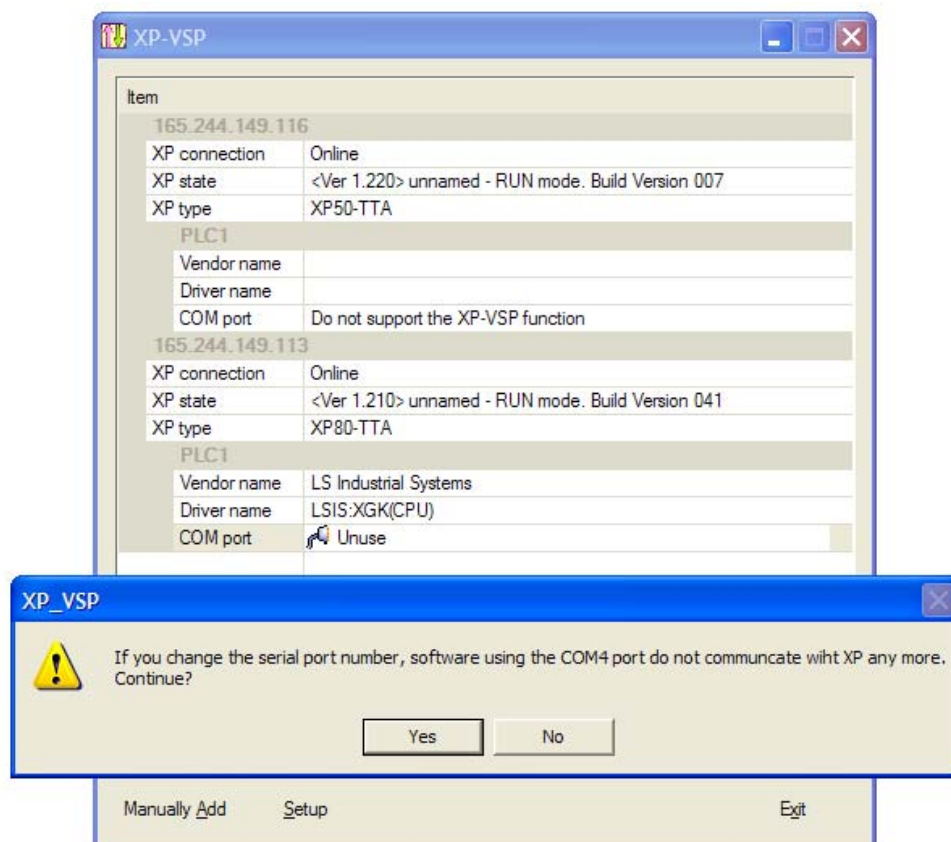 XP-VSP
Item
165.244.149.116
XP connection Online
XP state <Ver 1.220> unnamed - RUN mode. Build Version 007
XP type XP50-TTA
PLC1
Vendor name
Driver name
COM port Do not support the XP-VSP function
165.244.149.113
XP connection Online
XP state <Ver 1.210> unnamed - RUN mode. Build Version 041
XP type XP80-TTA
PLC1
Vendor name LS Industrial Systems
Driver name LSIS:XGK(CPU)
COM port Unuse
XP_VSP
If you change the serial port number, software using the COM4 port do not communcate wiht XP any more.
Continue?
Yes No
Manually Add Setup Exit